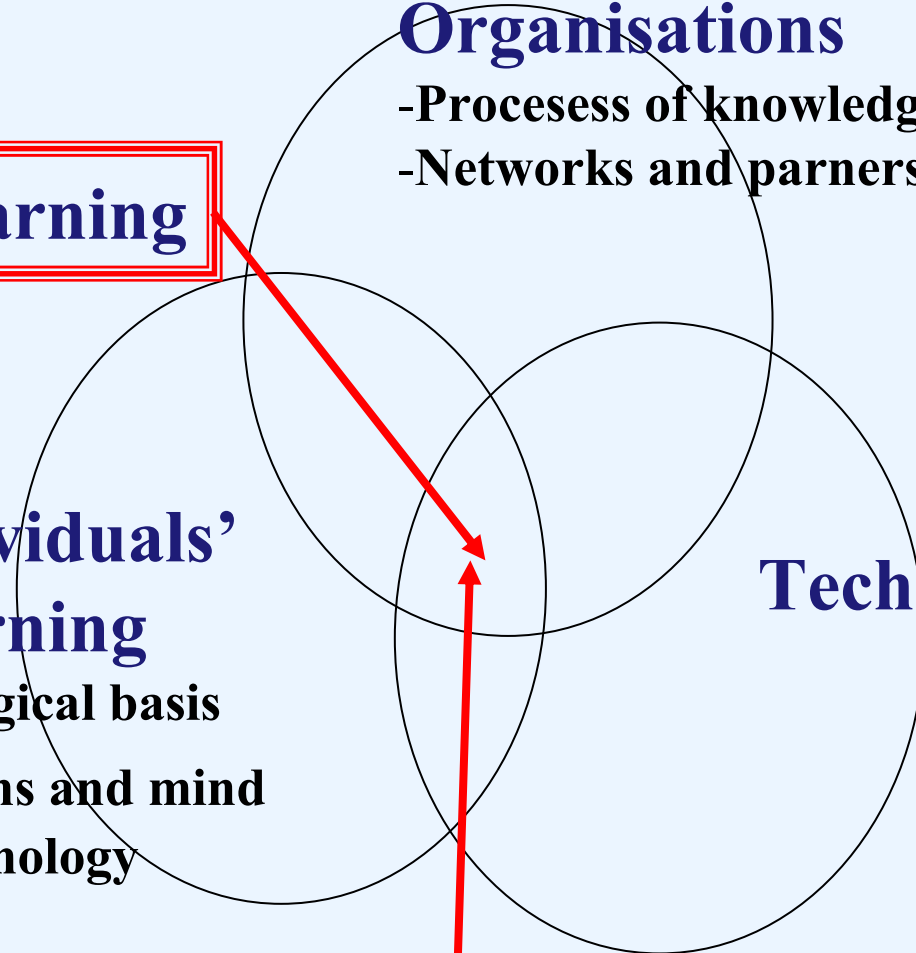 Organisations
-Procesess of knowledg
-Networks and parners
arning
viduals’
rning
gical basis
ns and mind
nology
Tech